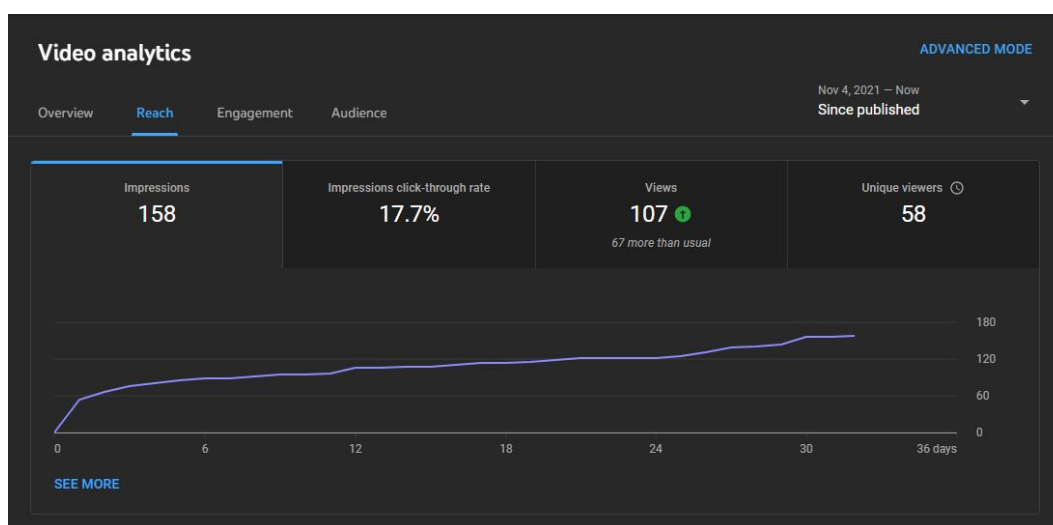 Video analytics
ADVANCED MODE
Overview
Reach
Engagement
Audience
Nov 4, 2021 – Now
Since published
Impressions
158
Impressions click-through rate
17.7%
Views
107
67 more than usual
Unique viewers
58
180
120
60
0
0
6
12
18
24
30
36 days
SEE MORE